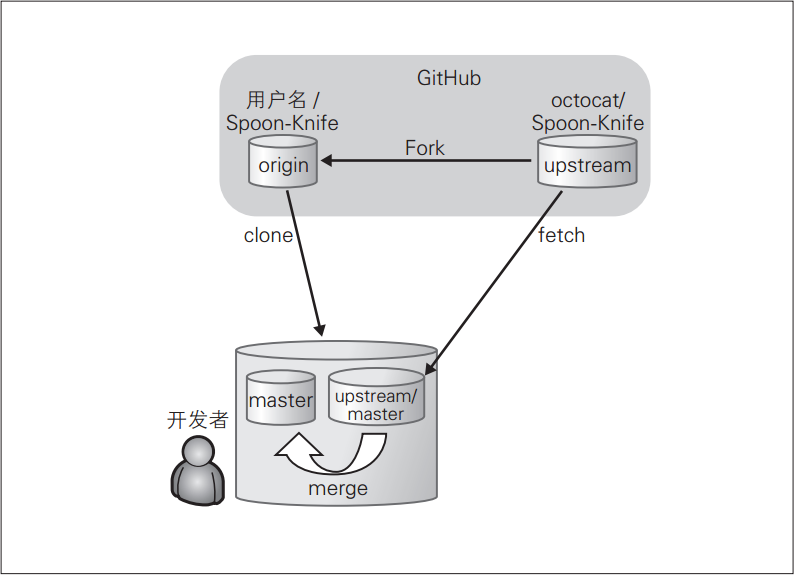 GitHub
用户名 /
Spoon-Knife
octocat/
Spoon-Knife
origin
Fork
upstream
clone
fetch
master
upstream/
master
开发者
merge